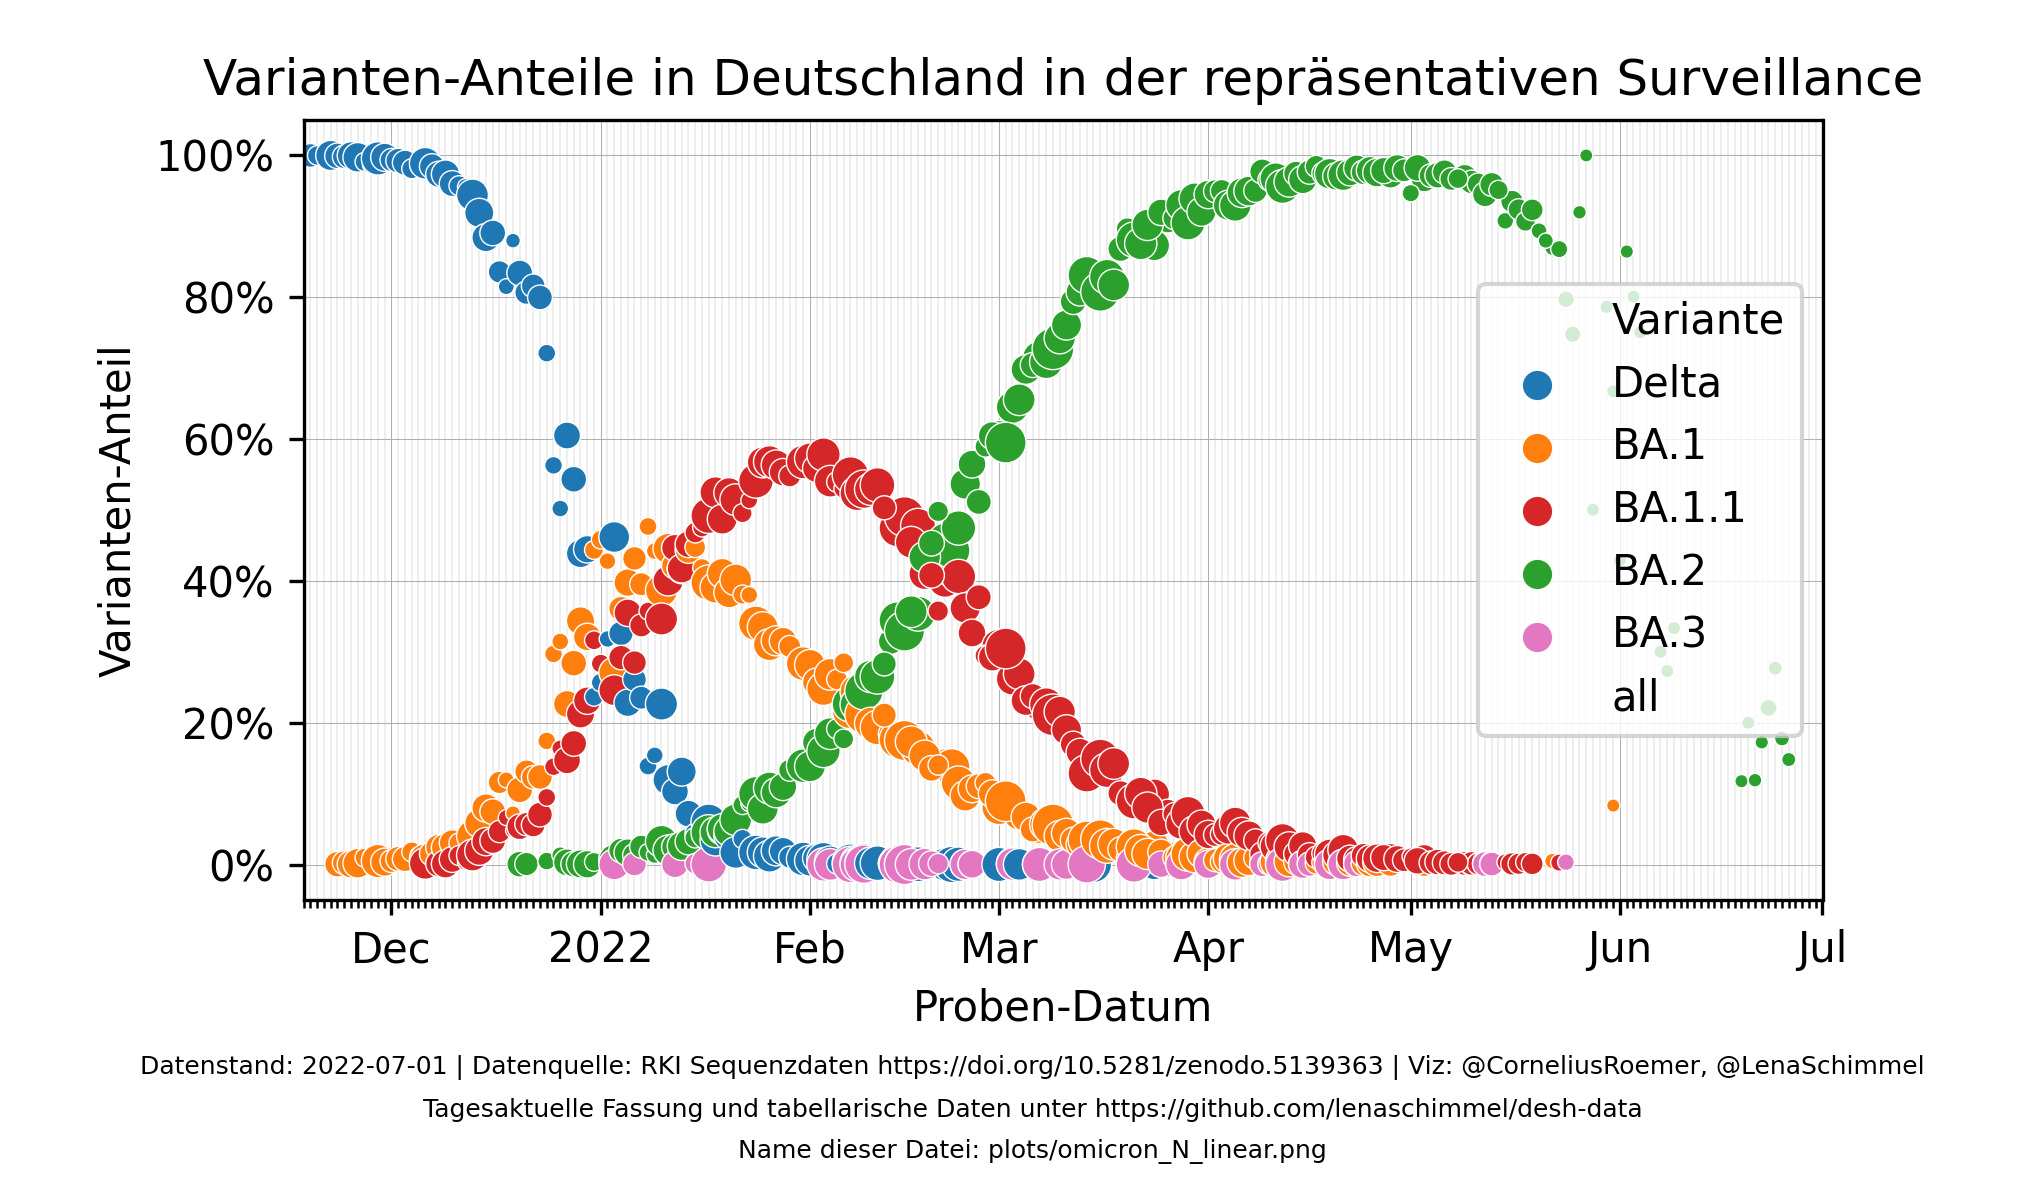 Varianten-Anteile in Deutschland in der repräsentativen Surveillance
Varianten-Anteil
100%
80%
60%
40%
20%
0%
Variante
Delta
BA.1
BA.1.1
BA.2
BA.3
all
Dec 2022 Feb Mar Apr May Jun Jul
Proben-Datum
Datenstand: 2022-07-01 | Datenquelle: RKI Sequenzdaten https://doi.org/10.5281/zenodo.5139363 | Viz: @CorneliusRoemer, @LenaSchimmel
Tagesaktuelle Fassung und tabellarische Daten unter https://github.com/lenaschimmel/desh-data
Name dieser Datei: plots/omicron_N_linear.png